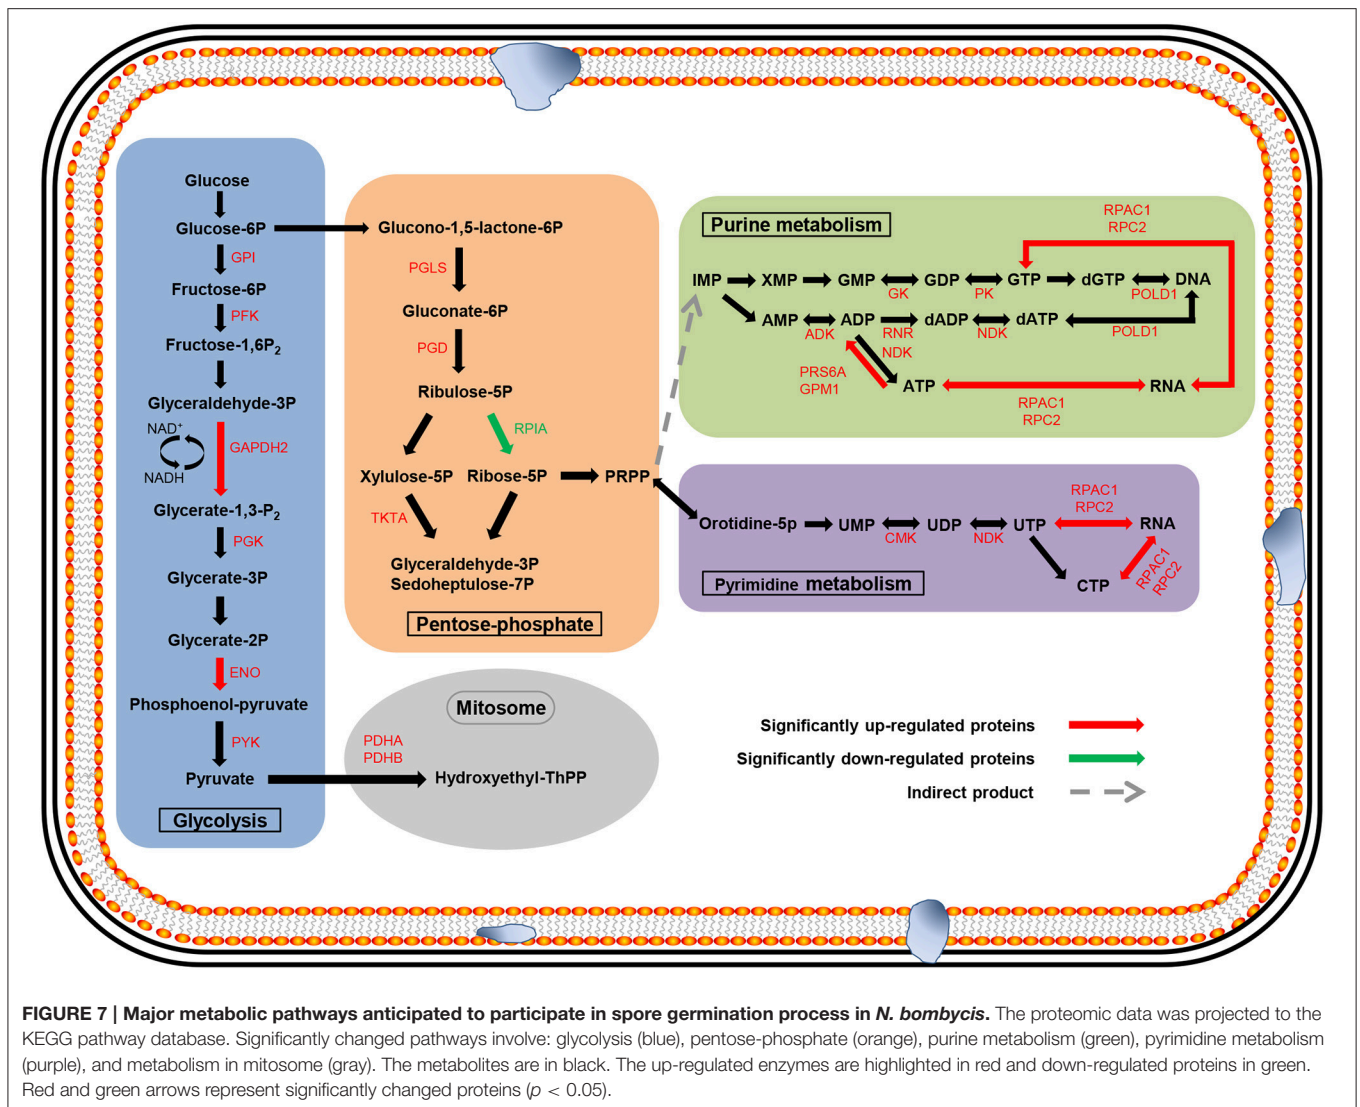 Glucose
Glucose-6P
GPI
Fructose-6P
PFK
Fructose-1,6P₂
Glyceraldehyde-3P
NAD⁺
GAPDH2
NADH
Glycerate-1,3-P₂
PGK
Glycerate-3P
Glycerate-2P
ENO
Phosphoenol-pyruvate
PYK
Pyruvate
Glycolysis
Glucono-1,5-lactone-6P
PGLS
Gluconate-6P
PGD
Ribulose-5P
RPIA
Xylulose-5P Ribose-5P PRPP
TKTA
Glyceraldehyde-3P
Sedoheptulose-7P
Pentose-phosphate
Mitosome
PDHA
PDHB
Hydroxyethyl-ThPP
Purine metabolism
RPAC1
RPC2
IMP XMP GMP GDP GTP dGTP DNA
GK PK POLD1
AMP ADP dADP dATP
ADK RNR NDK POLD1
NDK
PRS6A
GPM1
ATP RNA
RPAC1
RPC2
RPAC1
RPC2
Orotidine-5p UMP UDP UTP RNA
CMK NDK
RPAC1
RPC2
CTP
Pyrimidine metabolism
Significantly up-regulated proteins
Significantly down-regulated proteins
Indirect product
FIGURE 7 | Major metabolic pathways anticipated to participate in spore germination process in N. bombycis. The proteomic data was projected to the
KEGG pathway database. Significantly changed pathways involve: glycolysis (blue), pentose-phosphate (orange), purine metabolism (green), pyrimidine metabolism
(purple), and metabolism in mitosome (gray). The metabolites are in black. The up-regulated enzymes are highlighted in red and down-regulated proteins in green.
Red and green arrows represent significantly changed proteins (p < 0.05).